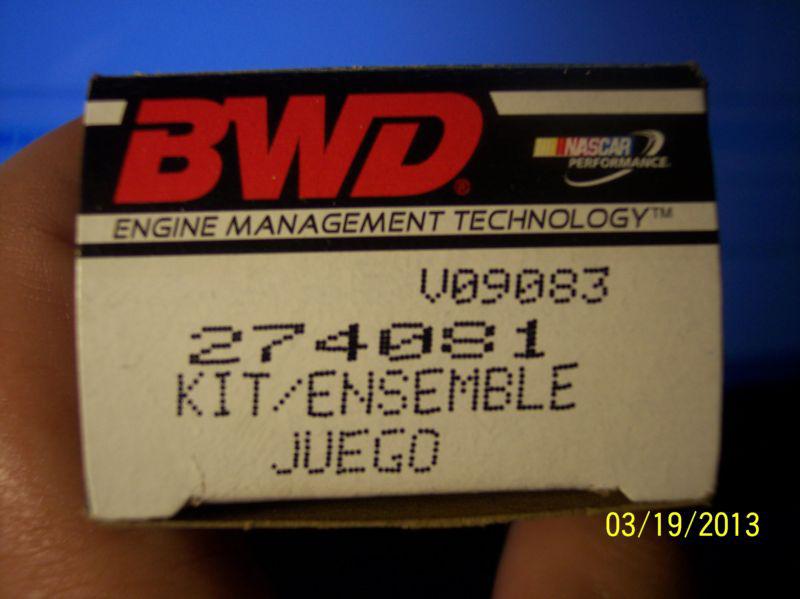 BWD®
NASCAR
PERFORMANCE
ENGINE MANAGEMENT TECHNOLOGY™
V09083
274081
KIT/ENSEMBLE
JUEGO
03/19/2013